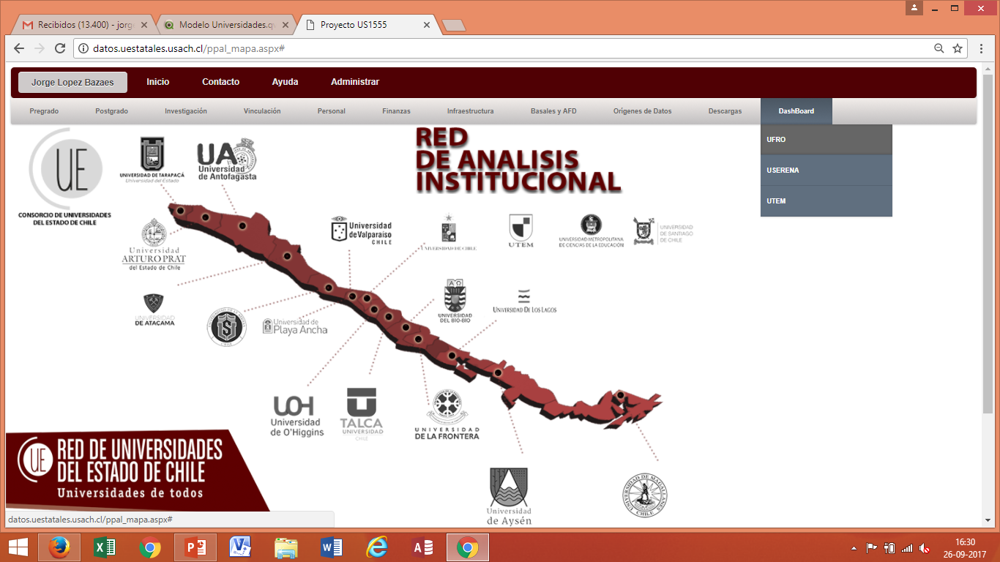 Recibidos (13.400) - jorge
Modelo Universidades.q
Proyecto US1555
datos.uestatales.usach.cl/ppal_mapa.aspx#
Jorge Lopez Bazaes
Inicio
Contacto
Ayuda
Administrar
Pregrado
Postgrado
Investigación
Vinculación
Personal
Finanzas
Infraestructura
Basales y AFD
Orígenes de Datos
Descargas
DashBoard
UFRO
USERENA
UTEM
UE
CONSORCIO DE UNIVERSIDADES
DEL ESTADO DE CHILE
UNIVERSIDAD DE TARAPACÁ
Universidad del Estado
UA
Universidad
de Antofagasta
RED
DE ANALISIS
INSTITUCIONAL
Universidad
ARTURO PRAT
del Estado de Chile
Universidad
de Valparaíso
CHILE
UNIVERSIDAD DE CHILE
UTEM
UNIVERSIDAD METROPOLITANA
DE CIENCIAS DE LA EDUCACIÓN
UNIVERSIDAD
DE SANTIAGO
DE CHILE
UNIVERSIDAD
DE ATACAMA
CHILE
Universidad de
Playa Ancha
UNIVERSIDAD
DEL BIO-BIO
UNIVERSIDAD DE LOS LAGOS
UOH
Universidad
de O'Higgins
TALCA
UNIVERSIDAD
CHILE
UNIVERSIDAD
DE LA FRONTERA
Universidad
de Aysén
UNIVERSIDAD DE MAGALLANES
CHILE
UE
RED DE UNIVERSIDADES
DEL ESTADO DE CHILE
Universidades de todos
datos.uestatales.usach.cl/ppal_mapa.aspx#
16:30
26-09-2017